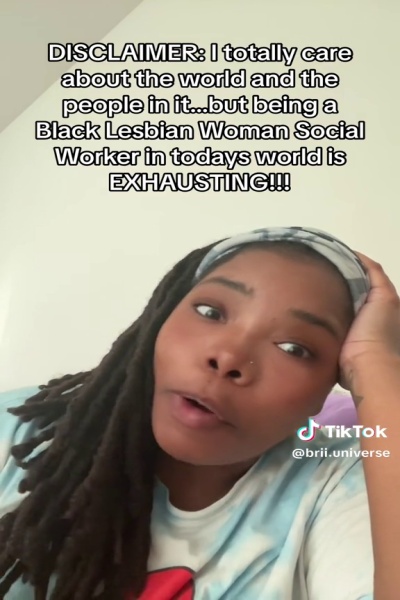 DISCLAIMER: I totally care
about the world and the
people in it...but being a
Black Lesbian Woman Social
Worker in todays world is
EXHAUSTING!!!
TikTok
@brii.universe